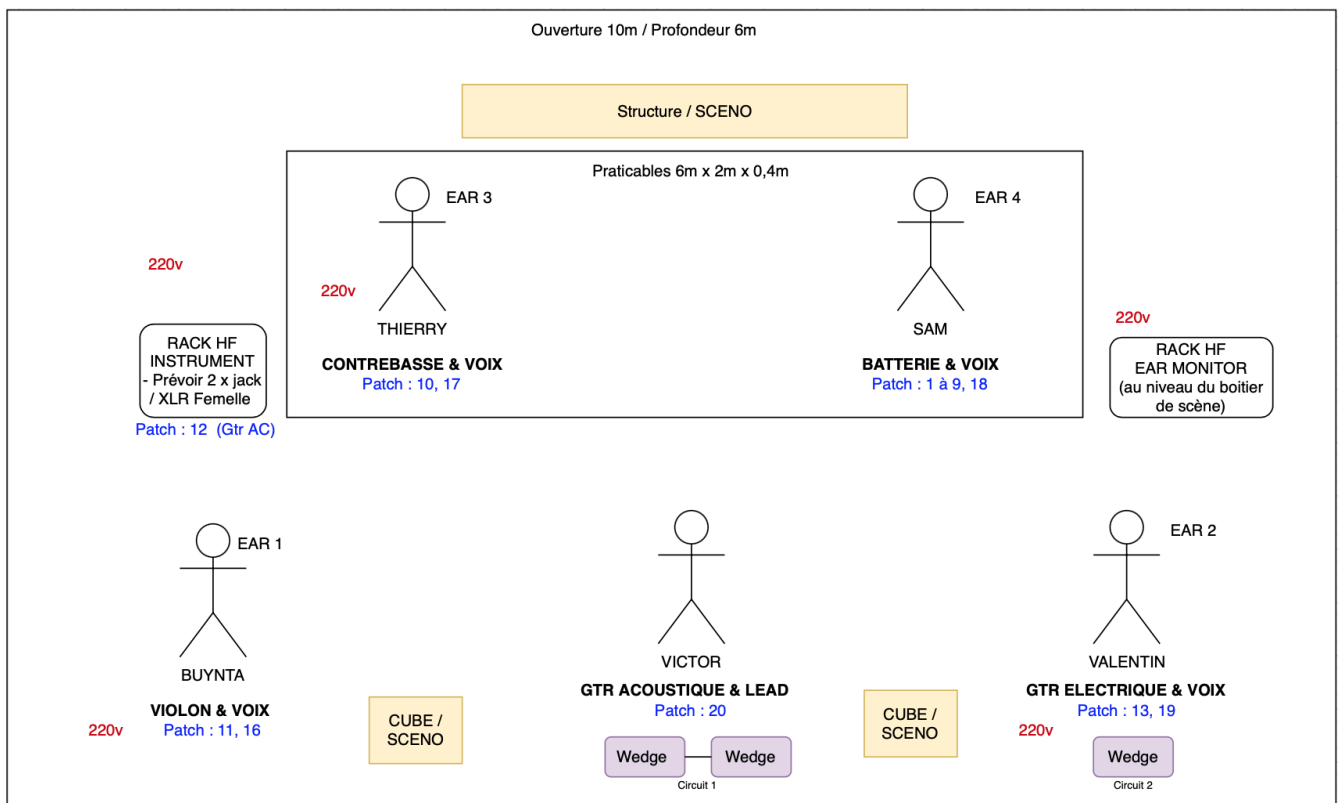 Ouverture 10m / Profondeur 6m
Structure / SCENO
Praticables 6m x 2m x 0,4m
EAR 3
EAR 4
220v
220v
THIERRY
CONTREBASSE & VOIX
Patch : 10, 17
SAM
BATTERIE & VOIX
Patch : 1 à 9, 18
220v
RACK HF
INSTRUMENT
- Prévoir 2 x jack
/ XLR Femelle
Patch : 12  (Gtr AC)
RACK HF
EAR MONITOR
(au niveau du boitier
de scène)
EAR 1
BUYNTA
VIOLON & VOIX
Patch : 11, 16
220v
CUBE /
SCENO
VICTOR
GTR ACOUSTIQUE & LEAD
Patch : 20
Wedge
Wedge
Circuit 1
CUBE /
SCENO
EAR 2
VALENTIN
GTR ELECTRIQUE & VOIX
Patch : 13, 19
220v
Wedge
Circuit 2